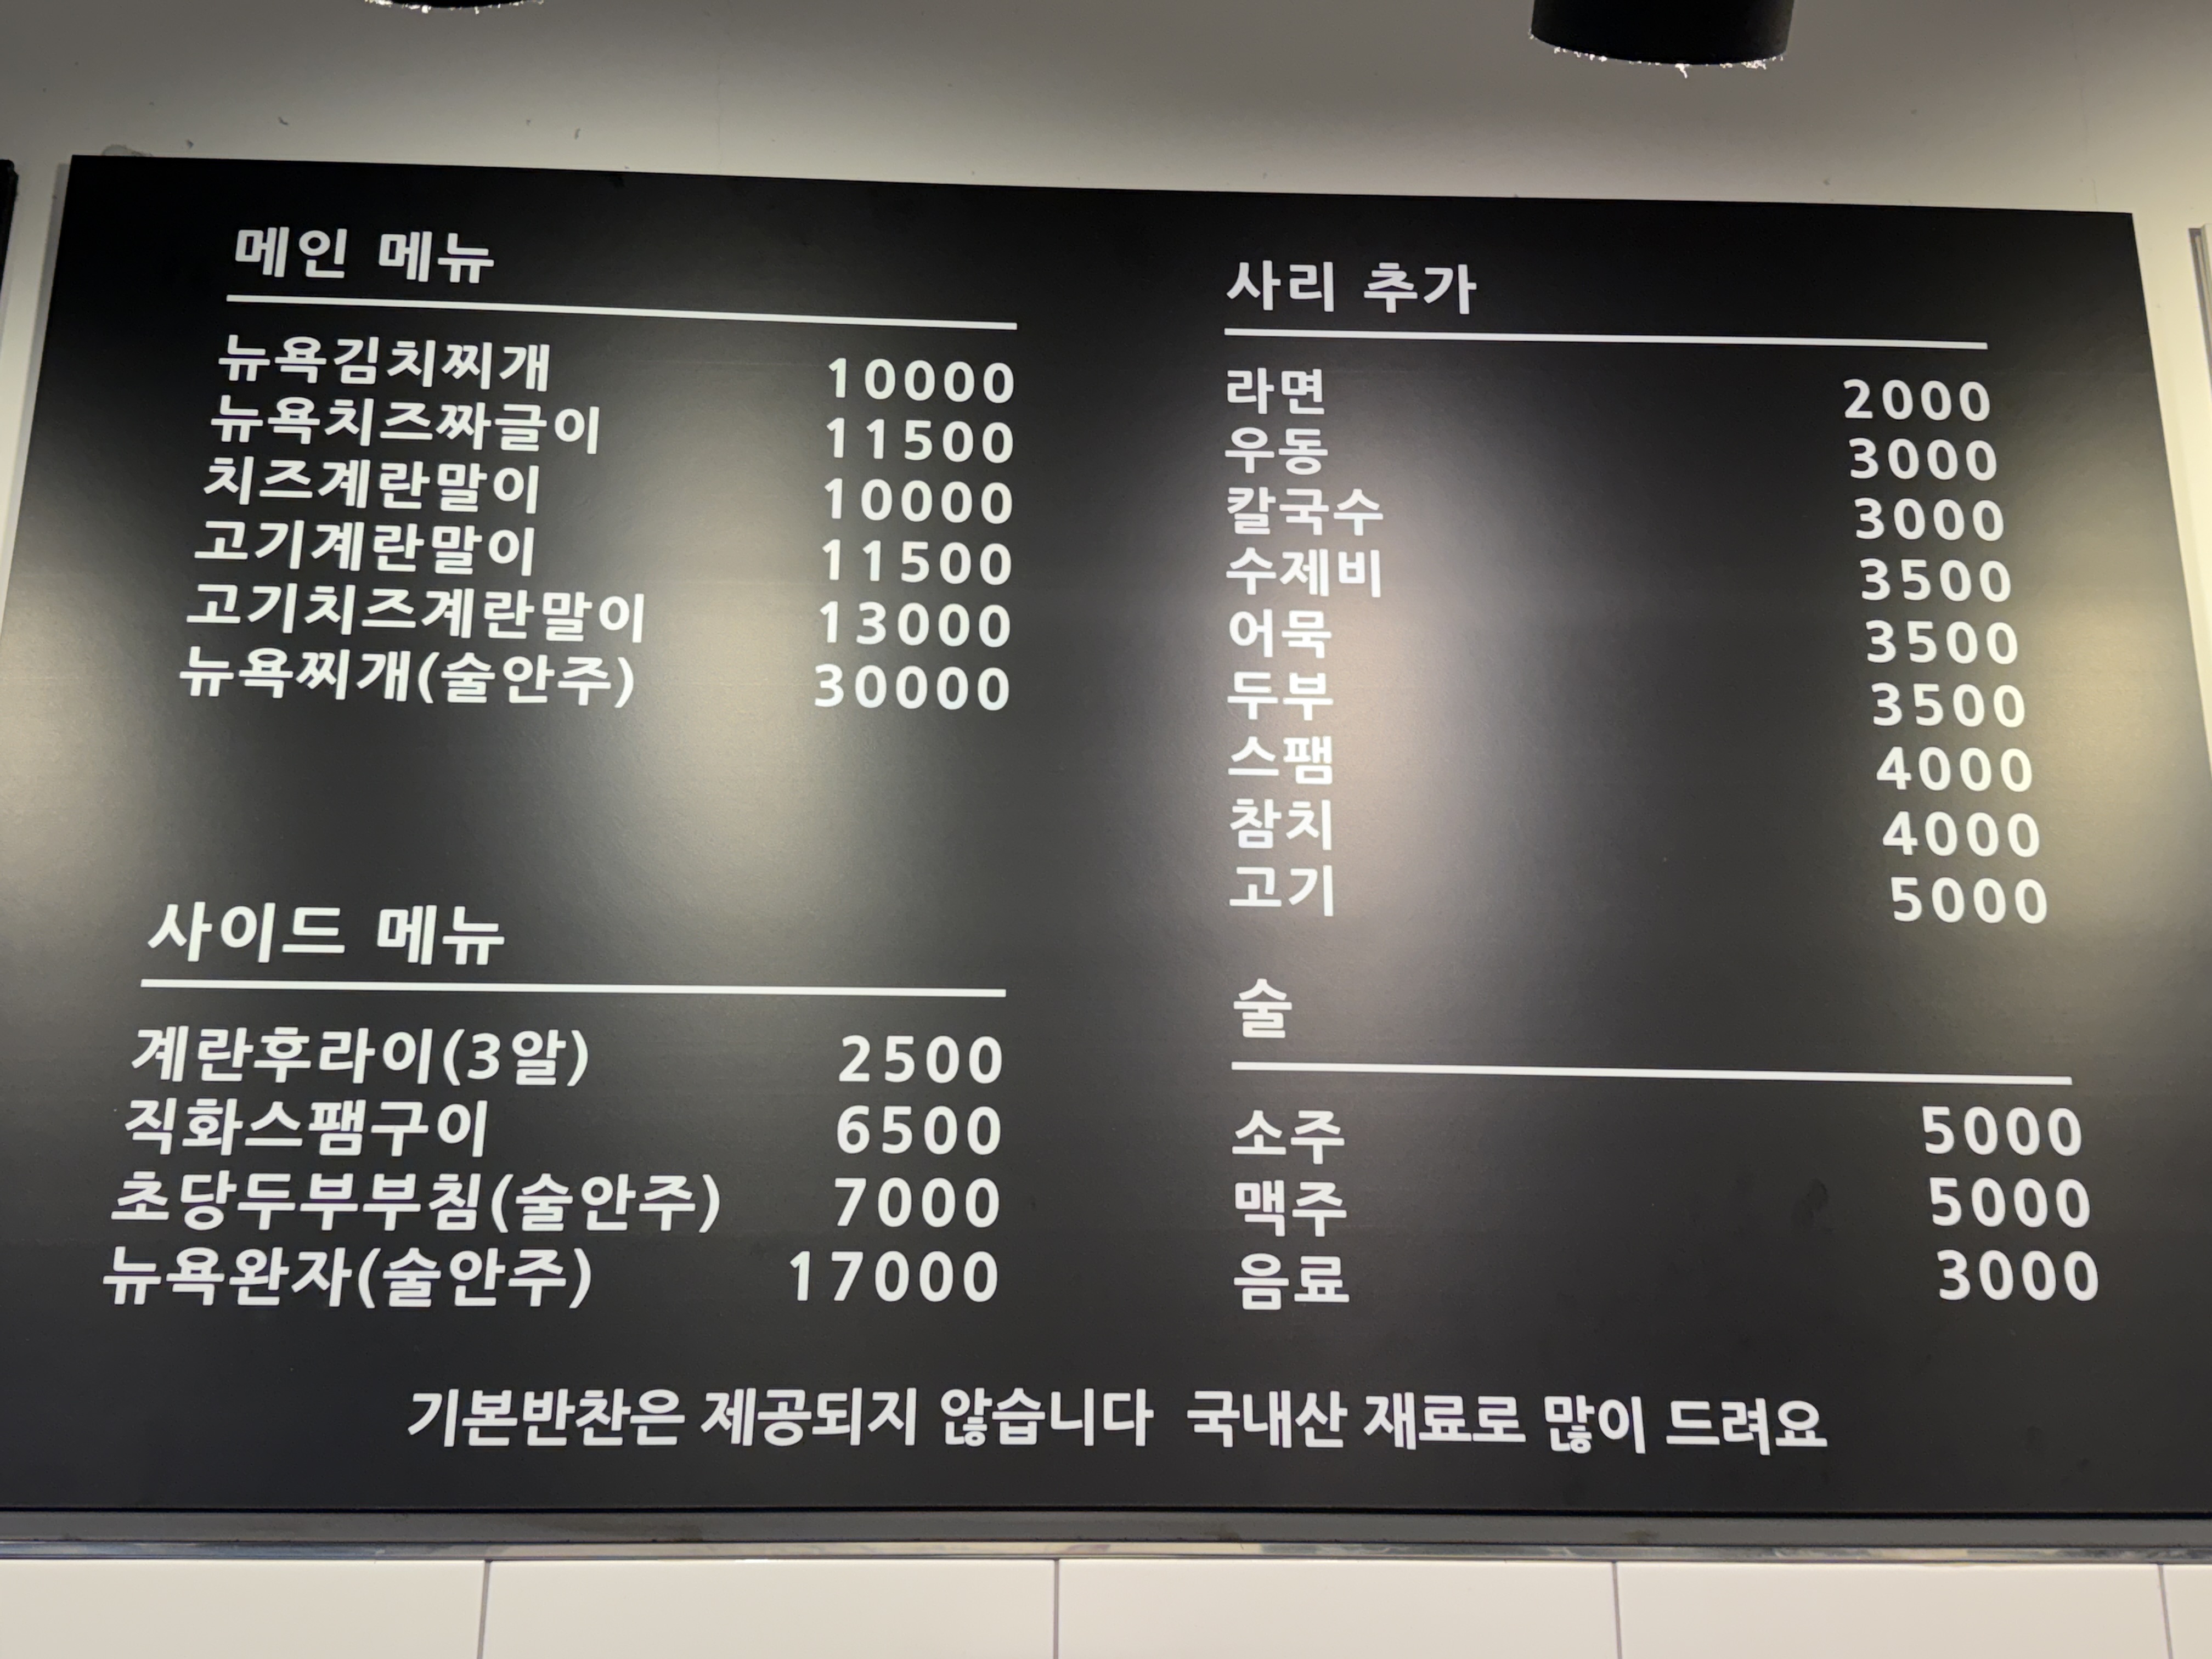 메인 메뉴
뉴욕김치찌개 10000
뉴욕치즈짜글이 11500
치즈계란말이 10000
고기계란말이 11500
고기치즈계란말이 13000
뉴욕찌개(술안주) 30000
사이드 메뉴
계란후라이(3알) 2500
직화스팸구이 6500
초당두부부침(술안주) 7000
뉴욕완자(술안주) 17000
사리 추가
라면 2000
우동 3000
칼국수 3000
수제비 3500
어묵 3500
두부 3500
스팸 4000
참치 4000
고기 5000
술
소주 5000
맥주 5000
음료 3000
기본반찬은 제공되지 않습니다 국내산 재료로 많이 드려요